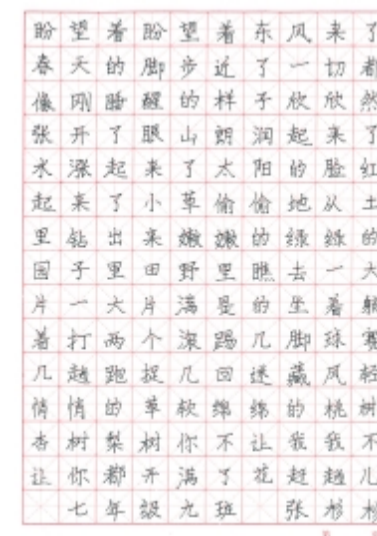 盼望着盼望着东风来了
春天的脚步近了一切都
像刚睡醒的样子欣欣然
张开了眼山朗润起来了
水涨起来了太阳的脸红
起来了小草偷偷地从土
里钻出来嫩嫩的绿绿的
园子里田野里瞧去一大
片一大片满是的坐着躺
着打两个滚踢几脚球赛
几趟跑捉几回迷藏风轻
悄悄的草软绵绵的桃树
杏树梨树你不让我我不
让你都开满了花赶趟儿
七年级九班 张彬彬